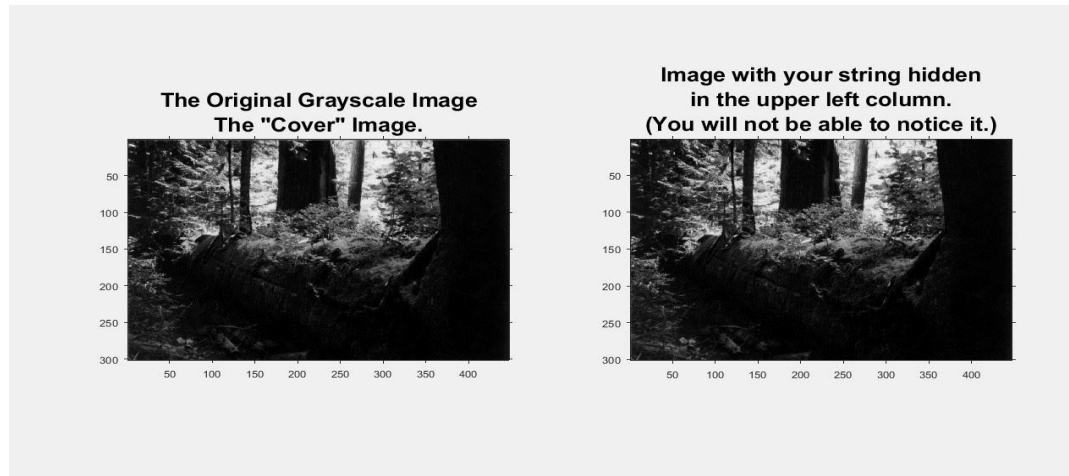 The Original Grayscale Image
The "Cover" Image.
50
100
150
200
250
300
50 100 150 200 250 300 350 400
Image with your string hidden
in the upper left column.
(You will not be able to notice it.)
50
100
150
200
250
300
50 100 150 200 250 300 350 400